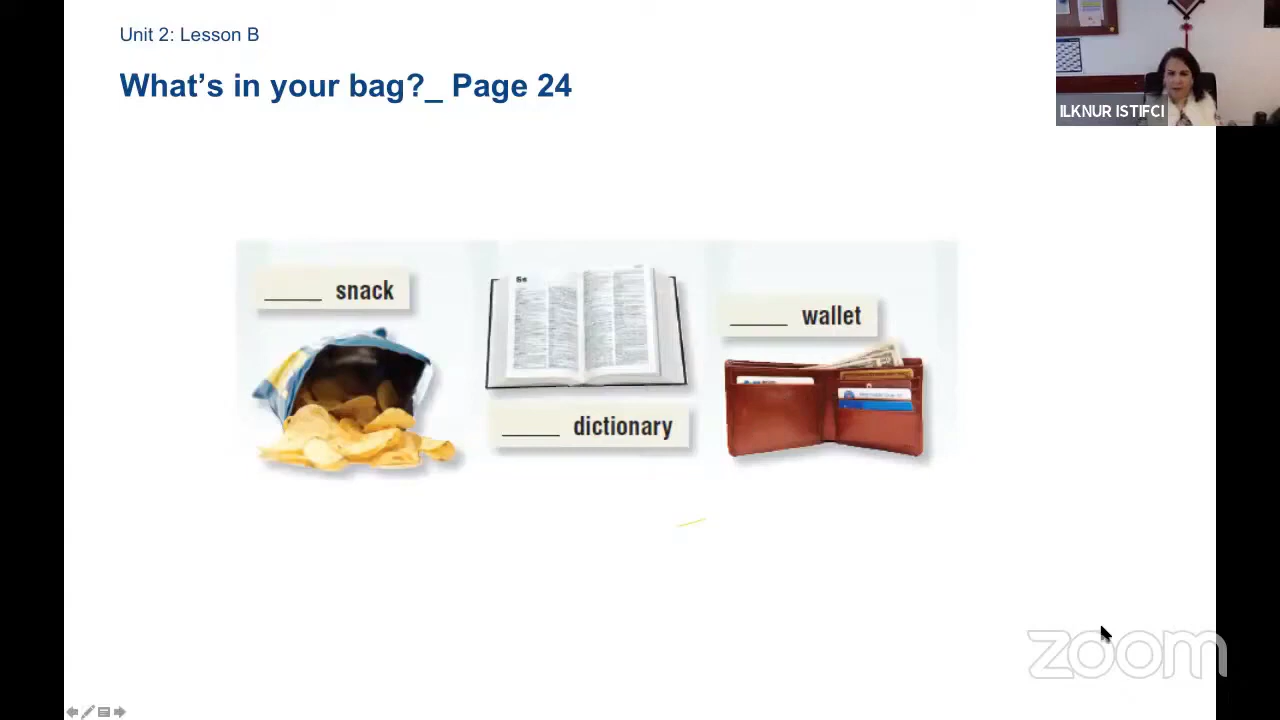 Unit 2: Lesson B
What's in your bag?_ Page 24
ILKNUR ISTIFCI
_____ snack
_____ dictionary
_____ wallet
zoom